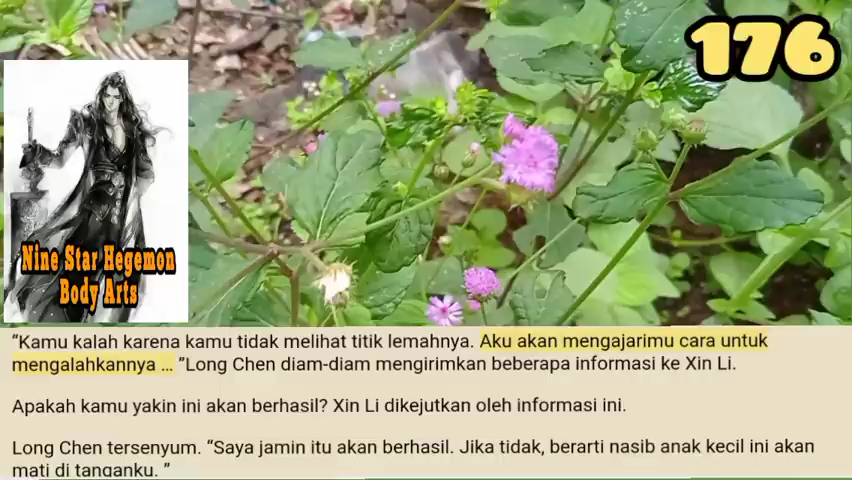 176
Nine Star Hegemon
Body Arts
“Kamu kalah karena kamu tidak melihat titik lemahnya. Aku akan mengajarimu cara untuk
mengalahkannya ... ”Long Chen diam-diam mengirimkan beberapa informasi ke Xin Li.
Apakah kamu yakin ini akan berhasil? Xin Li dikejutkan oleh informasi ini.
Long Chen tersenyum. “Saya jamin itu akan berhasil. Jika tidak, berarti nasib anak kecil ini akan
mati di tanganku. ”